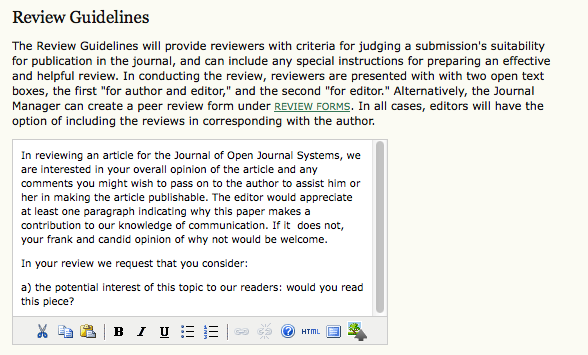 Review Guidelines
The Review Guidelines will provide reviewers with criteria for judging a submission's suitability
for publication in the journal, and can include any special instructions for preparing an effective
and helpful review. In conducting the review, reviewers are presented with with two open text
boxes, the first "for author and editor," and the second "for editor." Alternatively, the Journal
Manager can create a peer review form under REVIEW FORMS. In all cases, editors will have the
option of including the reviews in corresponding with the author.
In reviewing an article for the Journal of Open Journal Systems, we
are interested in your overall opinion of the article and any
comments you might wish to pass on to the author to assist him or
her in making the article publishable. The editor would appreciate
at least one paragraph indicating why this paper makes a
contribution to our knowledge of communication. If it  does not,
your frank and candid opinion of why not would be welcome.
In your review we request that you consider:
a) the potential interest of this topic to our readers: would you read
this piece?
B I U HTML